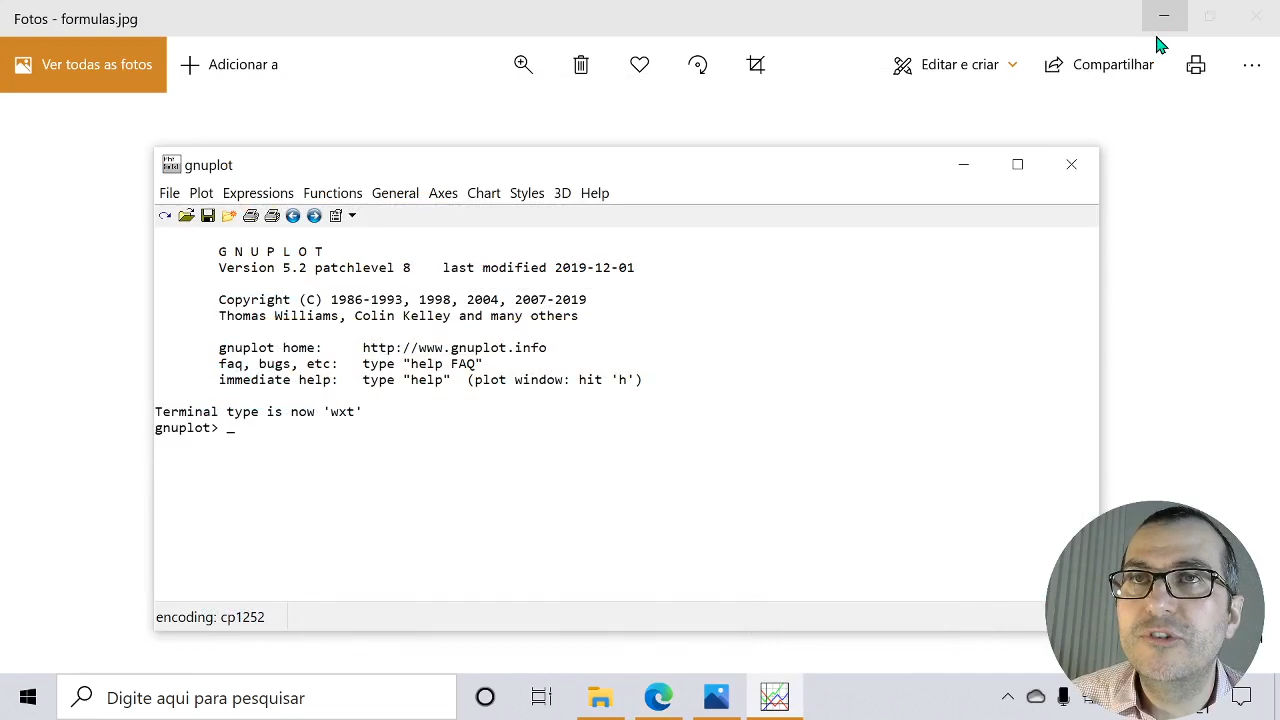 Fotos - formulas.jpg
Ver todas as fotos
Adicionar a
Editar e criar
Compartilhar
gnuplot
File Plot Expressions Functions General Axes Chart Styles 3D Help
G N U P L O T
Version 5.2 patchlevel 8    last modified 2019-12-01
Copyright (C) 1986-1993, 1998, 2004, 2007-2019
Thomas Williams, Colin Kelley and many others
gnuplot home:     http://www.gnuplot.info
faq, bugs, etc:   type "help FAQ"
immediate help:   type "help"  (plot window: hit 'h')
Terminal type is now 'wxt'
gnuplot> _
encoding: cp1252
Digite aqui para pesquisar